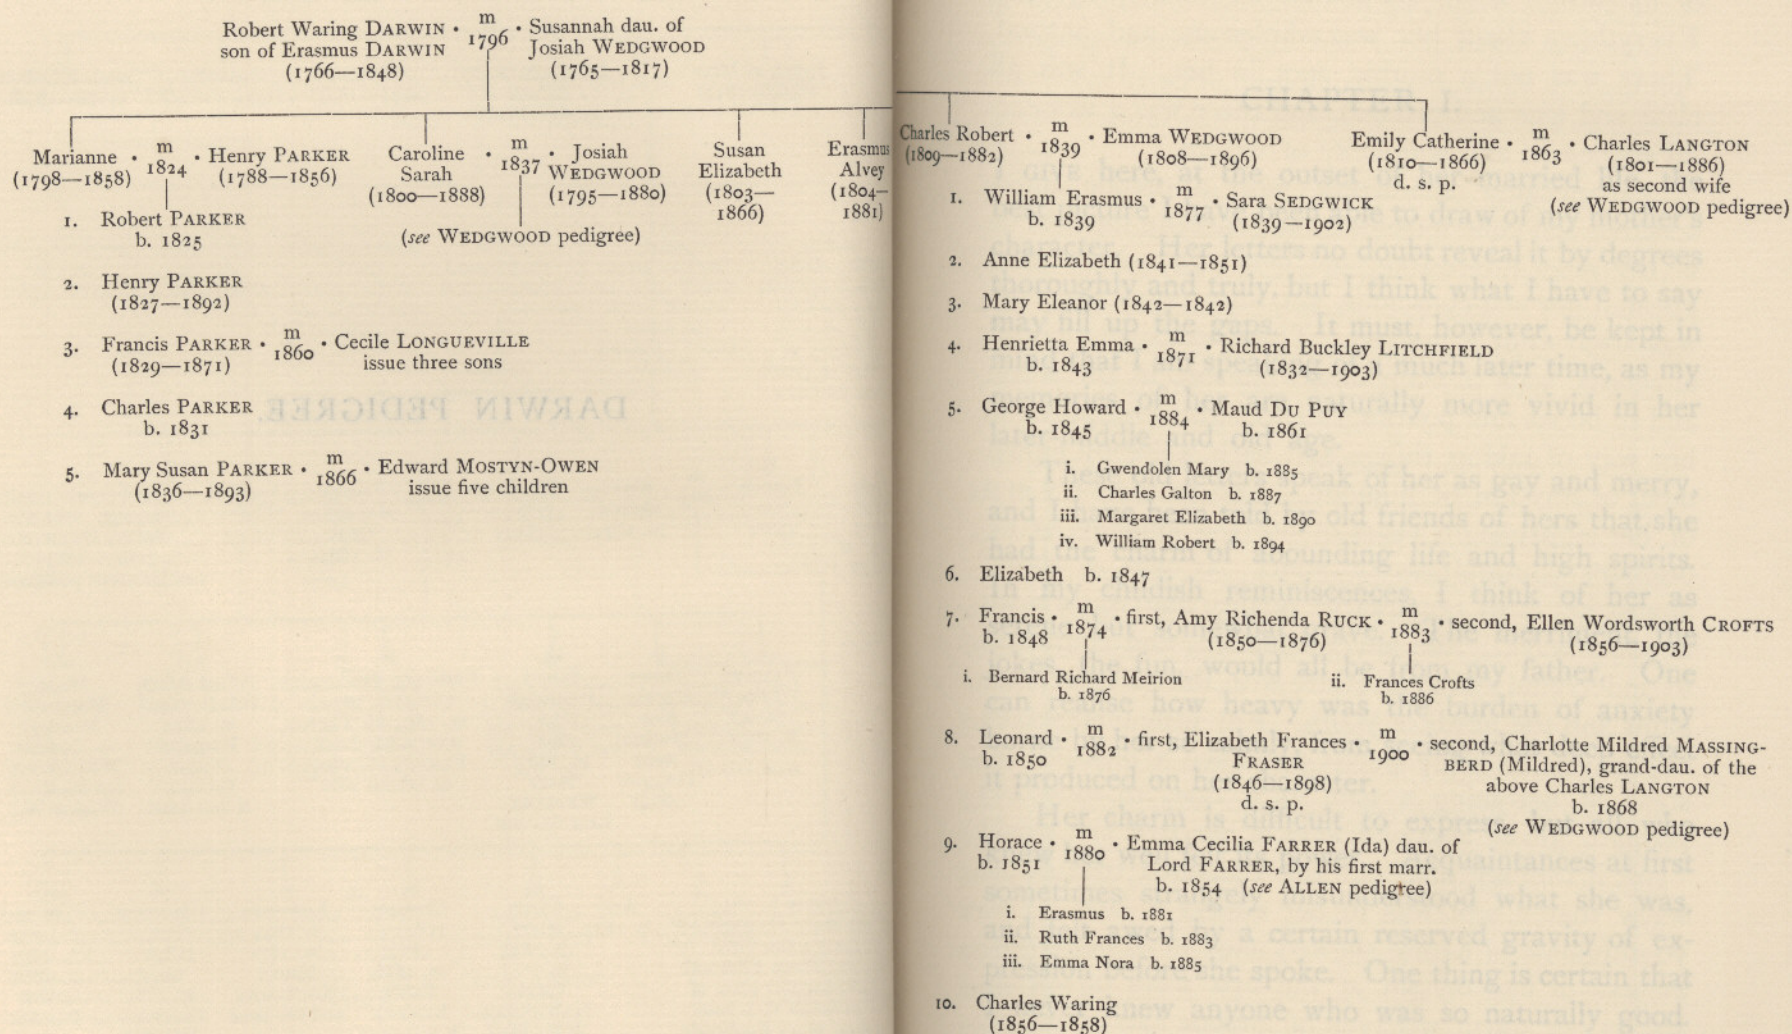 Robert Waring DARWIN · m 1796 · Susannah dau. of
son of Erasmus DARWIN Josiah WEDGWOOD
(1766—1848) (1765—1817)
Marianne · m 1824 · Henry PARKER
(1798—1858) (1788—1856)
1. Robert PARKER
b. 1825
2. Henry PARKER
(1827—1892)
3. Francis PARKER · m 1860 · Cecile LONGUEVILLE
(1829—1871) issue three sons
4. Charles PARKER
b. 1831
5. Mary Susan PARKER · m 1866 · Edward MOSTYN-OWEN
(1836—1893) issue five children
Caroline · m 1837 · Josiah
Sarah WEDGWOOD
(1800—1888) (1795—1880)
(see WEDGWOOD pedigree)
Susan
Elizabeth
(1803—
1866)
Erasmus
Alvey
(1804—
1881)
Charles Robert · m 1839 · Emma WEDGWOOD
(1809—1882) (1808—1896)
1. William Erasmus · m 1877 · Sara SEDGWICK
b. 1839 (1839—1902)
2. Anne Elizabeth (1841—1851)
3. Mary Eleanor (1842—1842)
4. Henrietta Emma · m 1871 · Richard Buckley LITCHFIELD
b. 1843 (1832—1903)
5. George Howard · m 1884 · Maud DU PUY
b. 1845 b. 1861
i. Gwendolen Mary b. 1885
ii. Charles Galton b. 1887
iii. Margaret Elizabeth b. 1890
iv. William Robert b. 1894
6. Elizabeth b. 1847
7. Francis · m 1874 · first, Amy Richenda RUCK · m 1883 · second, Ellen Wordsworth CROFTS
b. 1848 (1850—1876) (1856—1903)
i. Bernard Richard Meirion ii. Frances Crofts
b. 1876 b. 1886
8. Leonard · m 1882 · first, Elizabeth Frances · m 1900 · second, Charlotte Mildred MASSING-
b. 1850 FRASER BERD (Mildred), grand-dau. of the
(1846—1898) above Charles LANGTON
d. s. p. b. 1868
(see WEDGWOOD pedigree)
9. Horace · m 1880 · Emma Cecilia FARRER (Ida) dau. of
b. 1851 Lord FARRER, by his first marr.
b. 1854 (see ALLEN pedigree)
i. Erasmus b. 1881
ii. Ruth Frances b. 1883
iii. Emma Nora b. 1885
10. Charles Waring
(1856—1858)
Emily Catherine · m 1863 · Charles LANGTON
(1810—1866) (1801—1886)
d. s. p. as second wife
(see WEDGWOOD pedigree)